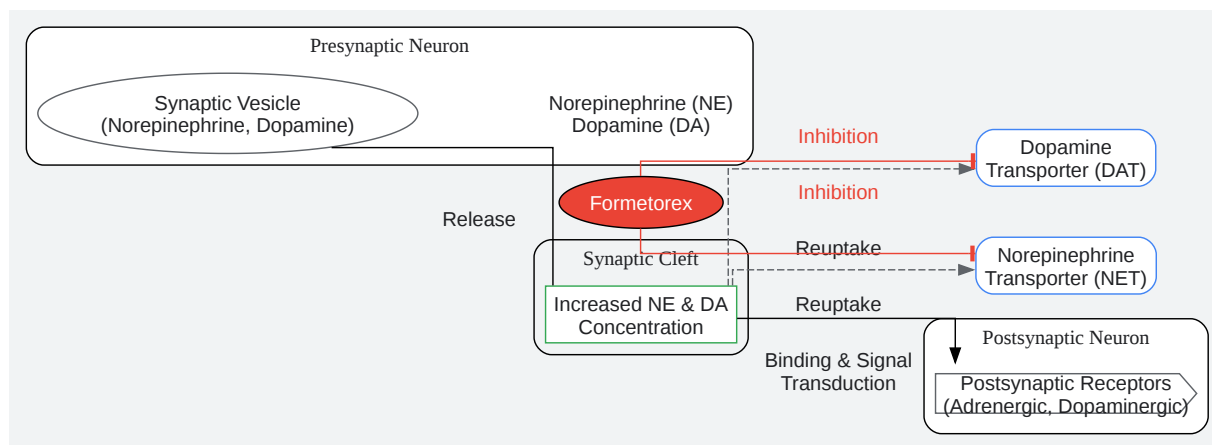 Presynaptic Neuron
Synaptic Vesicle
(Norepinephrine, Dopamine)
Norepinephrine (NE)
Dopamine (DA)
Inhibition
Dopamine
Transporter (DAT)
Formetorex
Inhibition
Release
Synaptic Cleft
Reuptake
Norepinephrine
Transporter (NET)
Increased NE & DA
Concentration
Reuptake
Postsynaptic Neuron
Binding & Signal
Transduction
Postsynaptic Receptors
(Adrenergic, Dopaminergic)